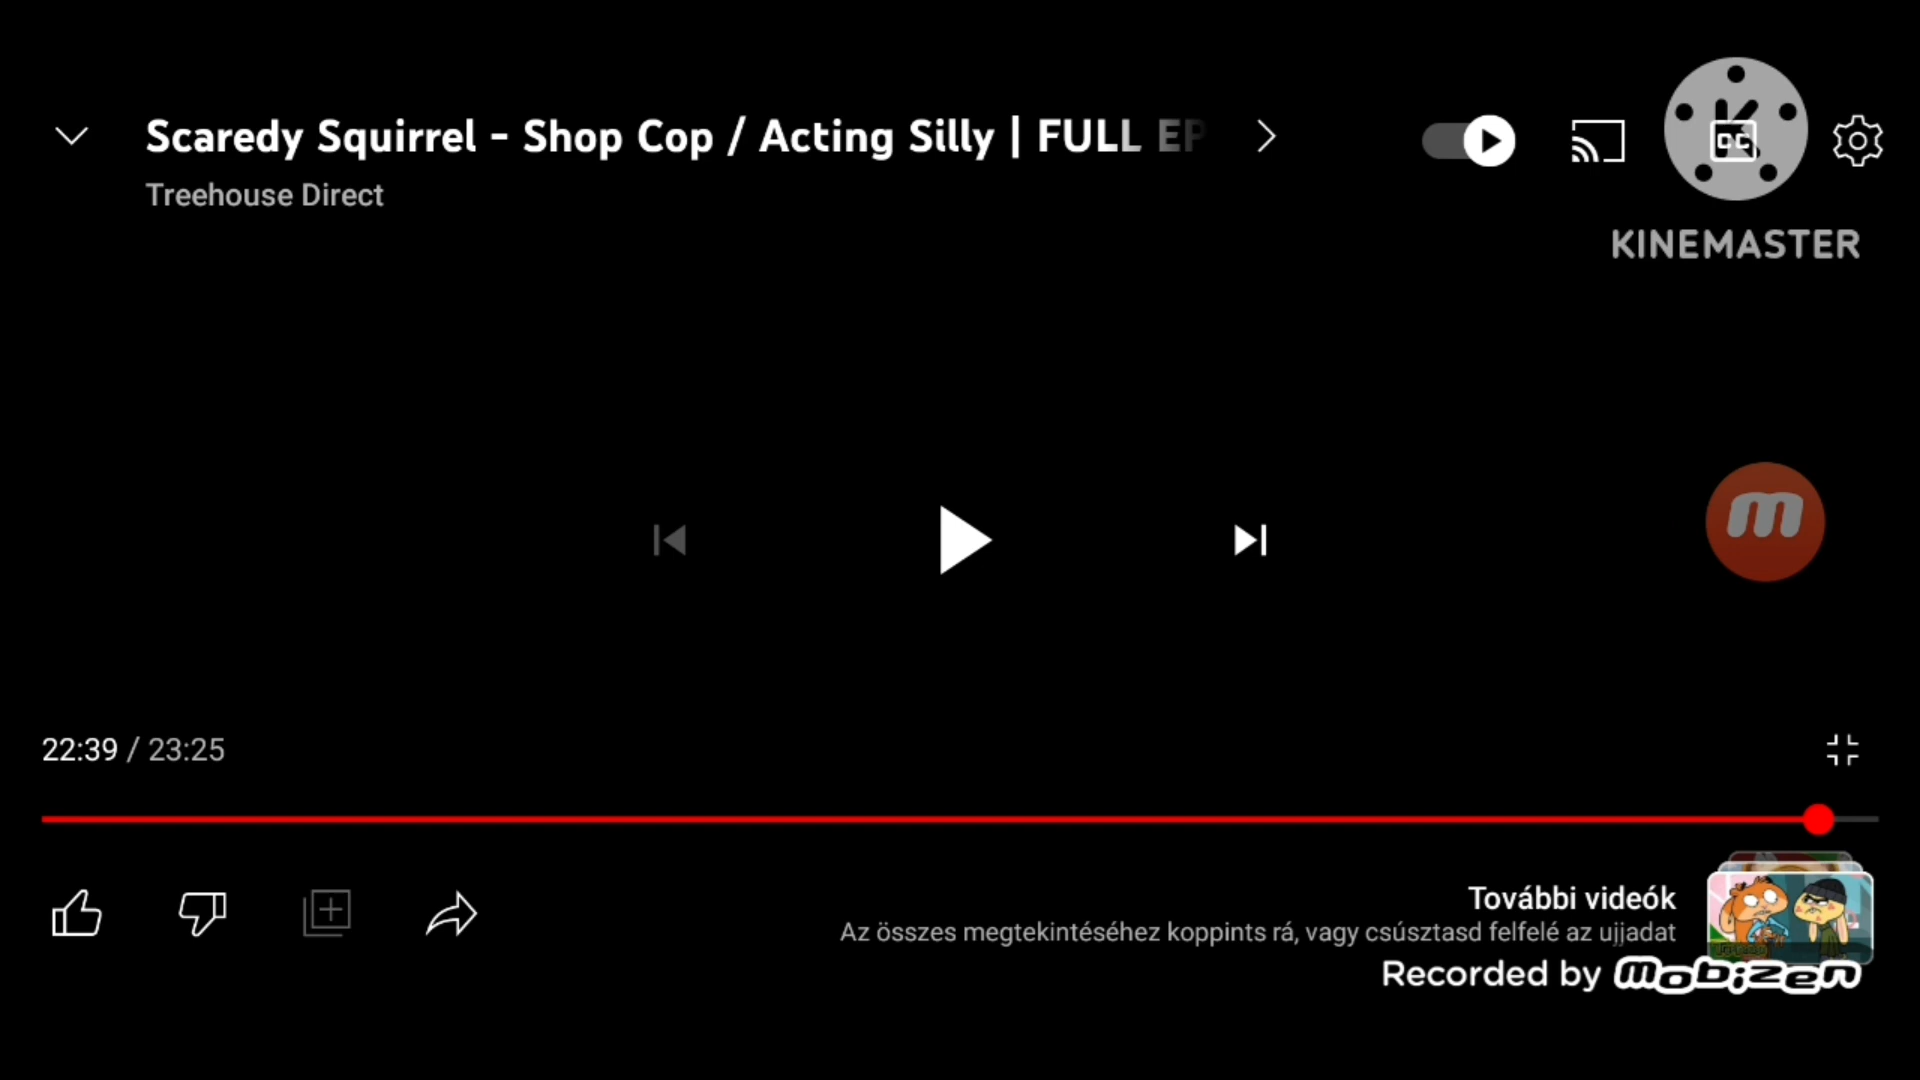 Scaredy Squirrel - Shop Cop / Acting Silly | FULL EP
Treehouse Direct
CC
KINEMASTER
22:39 / 23:25
További videók
Az összes megtekintéséhez koppints rá, vagy csúsztasd felfelé az ujjadat
Recorded by mobizen